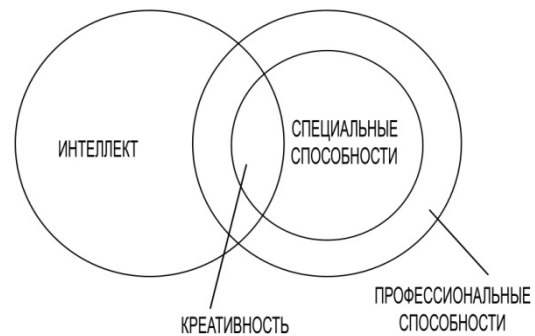 ИНТЕЛЛЕКТ
СПЕЦИАЛЬНЫЕ
СПОСОБНОСТИ
КРЕАТИВНОСТЬ
ПРОФЕССИОНАЛЬНЫЕ
СПОСОБНОСТИ